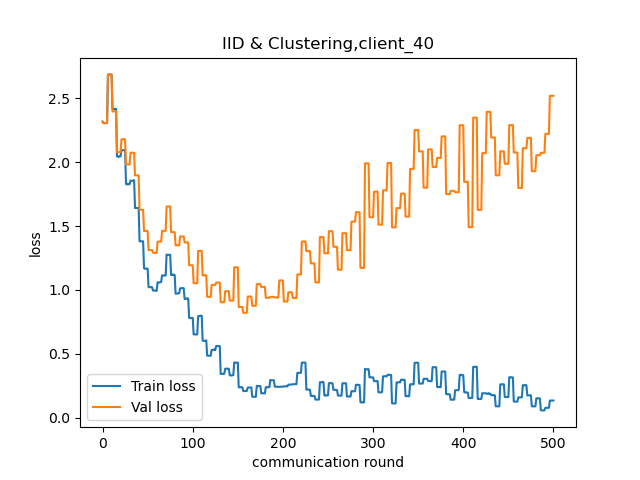 IID & Clustering,client_40
loss
2.5
2.0
1.5
1.0
0.5
0.0
Train loss
Val loss
0 100 200 300 400 500
communication round